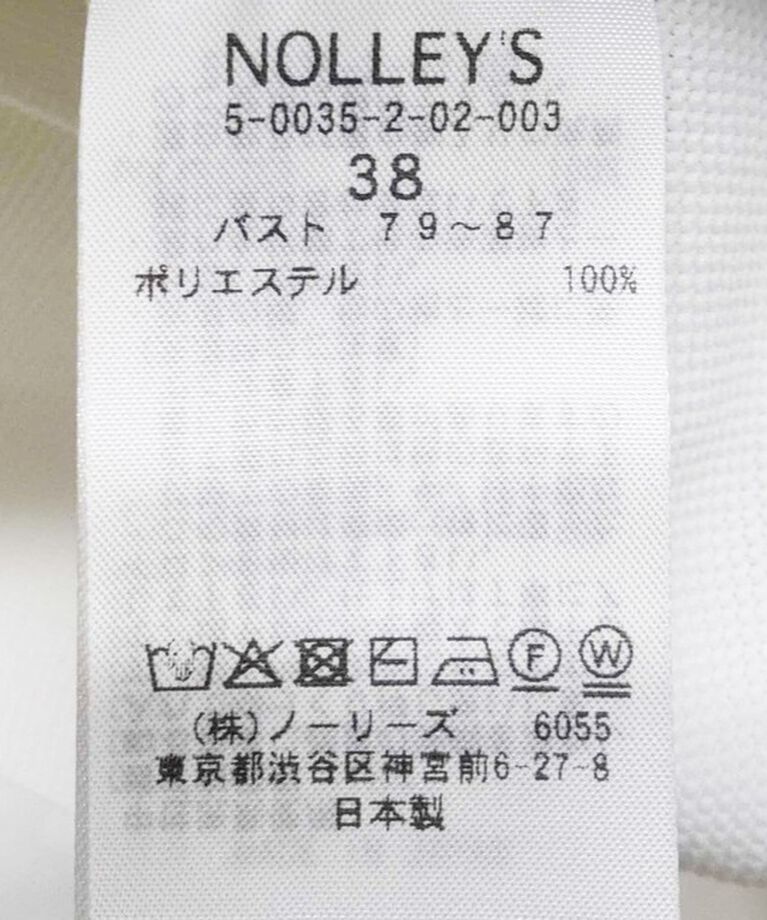 NOLLEY'S
5-0035-2-02-003
38
バスト　79～87
ポリエステル　100%
F W
(株)ノーリーズ　6055
東京都渋谷区神宮前6-27-8
日本製